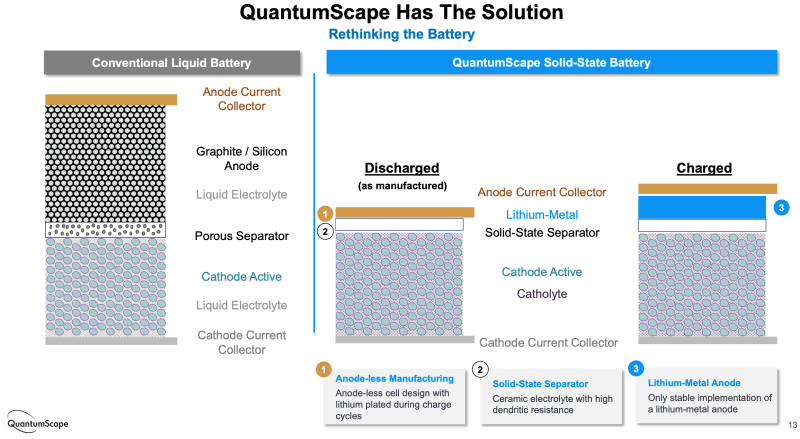 QuantumScape Has The Solution
Rethinking the Battery
Conventional Liquid Battery
QuantumScape Solid-State Battery
Anode Current
Collector
Graphite / Silicon
Anode
Liquid Electrolyte
Porous Separator
Cathode Active
Liquid Electrolyte
Cathode Current
Collector
Discharged
(as manufactured)
Charged
Anode Current Collector
1
Lithium-Metal
3
2
Solid-State Separator
Cathode Active
Catholyte
Cathode Current Collector
1
Anode-less Manufacturing
Anode-less cell design with
lithium plated during charge
cycles
2
Solid-State Separator
Ceramic electrolyte with high
dendritic resistance
3
Lithium-Metal Anode
Only stable implementation of
a lithium-metal anode
QuantumScape
13